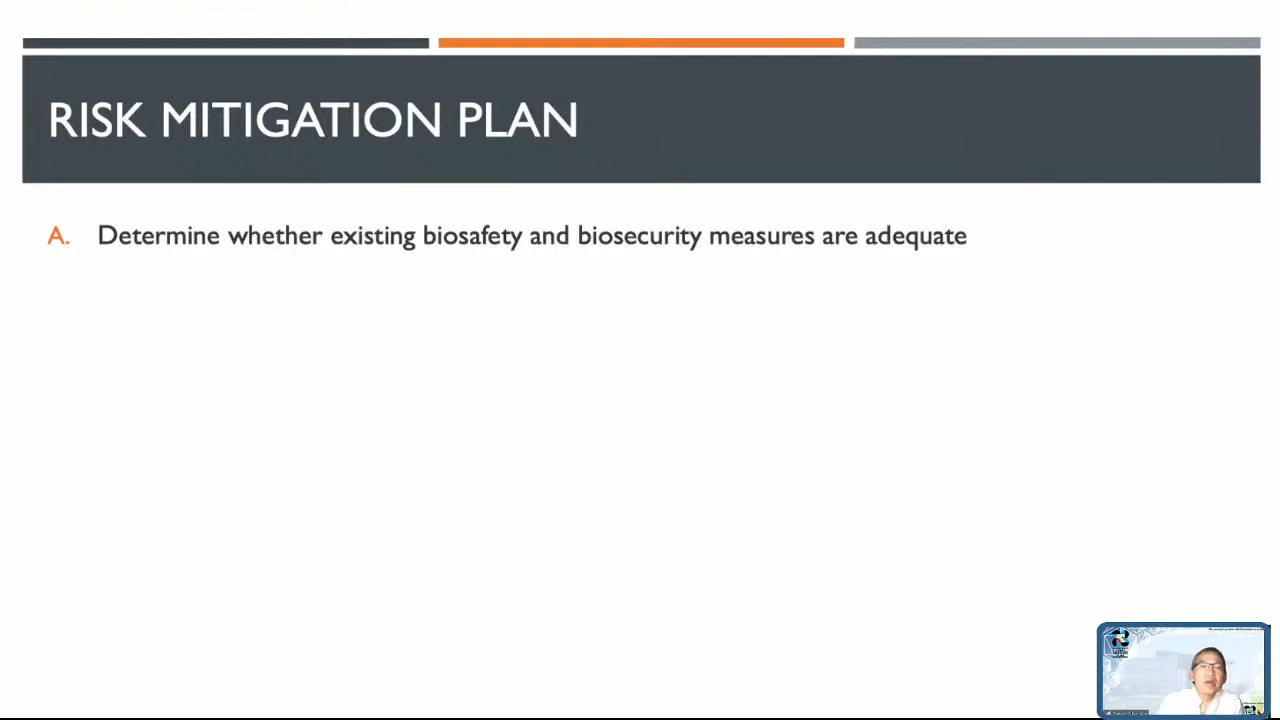 RISK MITIGATION PLAN
A. Determine whether existing biosafety and biosecurity measures are adequate